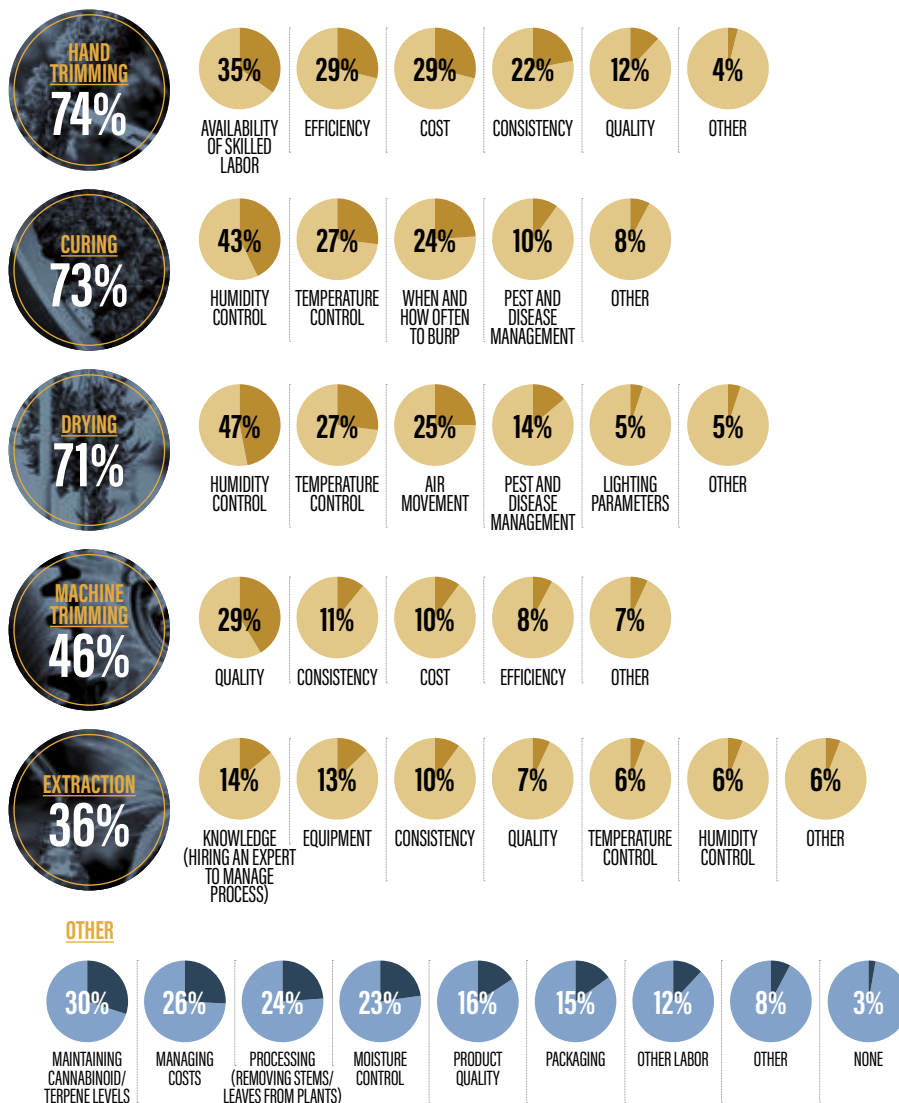 HAND
TRIMMING
74%
35%
29%
29%
22%
12%
4%
AVAILABILITY
OF SKILLED
LABOR
EFFICIENCY
COST
CONSISTENCY
QUALITY
OTHER
CURING
73%
43%
27%
24%
10%
8%
HUMIDITY
CONTROL
TEMPERATURE
CONTROL
WHEN AND
HOW OFTEN
TO BURP
PEST AND
DISEASE
MANAGEMENT
OTHER
DRYING
71%
47%
27%
25%
14%
5%
5%
HUMIDITY
CONTROL
TEMPERATURE
CONTROL
AIR
MOVEMENT
PEST AND
DISEASE
MANAGEMENT
LIGHTING
PARAMETERS
OTHER
MACHINE
TRIMMING
46%
29%
11%
10%
8%
7%
QUALITY
CONSISTENCY
COST
EFFICIENCY
OTHER
EXTRACTION
36%
14%
13%
10%
7%
6%
6%
6%
KNOWLEDGE
(HIRING AN EXPERT
TO MANAGE
PROCESS)
EQUIPMENT
CONSISTENCY
QUALITY
TEMPERATURE
CONTROL
HUMIDITY
CONTROL
OTHER
OTHER
30%
26%
24%
23%
16%
15%
12%
8%
3%
MAINTAINING
CANNABINOID/
TERPENE LEVELS
MANAGING
COSTS
PROCESSING
(REMOVING STEMS/
LEAVES FROM PLANTS)
MOISTURE
CONTROL
PRODUCT
QUALITY
PACKAGING
OTHER LABOR
OTHER
NONE